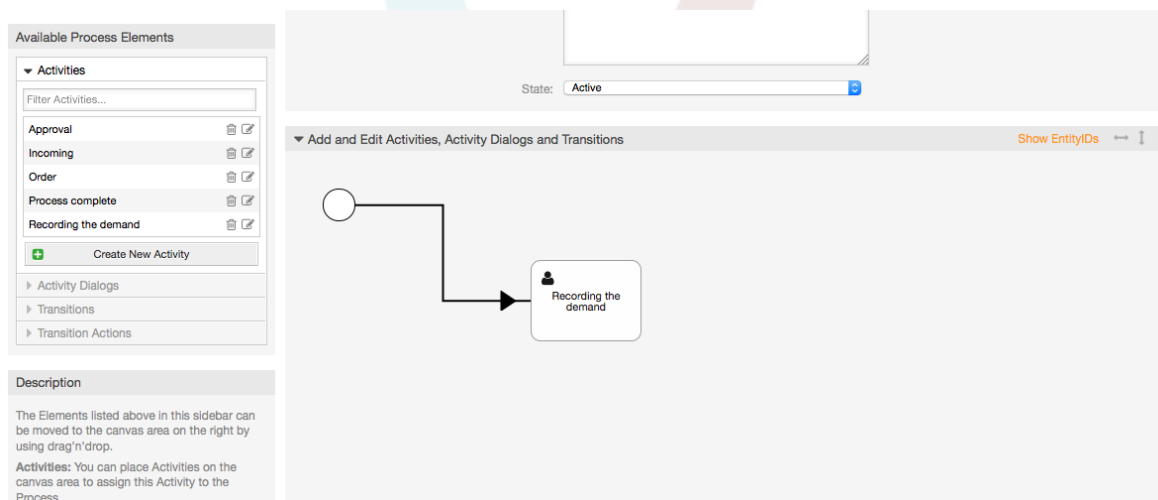 Available Process Elements
Activities
Filter Activities...
Approval
Incoming
Order
Process complete
Recording the demand
Create New Activity
Activity Dialogs
Transitions
Transition Actions
Description
The Elements listed above in this sidebar can
be moved to the canvas area on the right by
using drag'n'drop.
Activities: You can place Activities on the
canvas area to assign this Activity to the
Process.
State: Active
Add and Edit Activities, Activity Dialogs and Transitions
Show EntityIDs
Recording the
demand